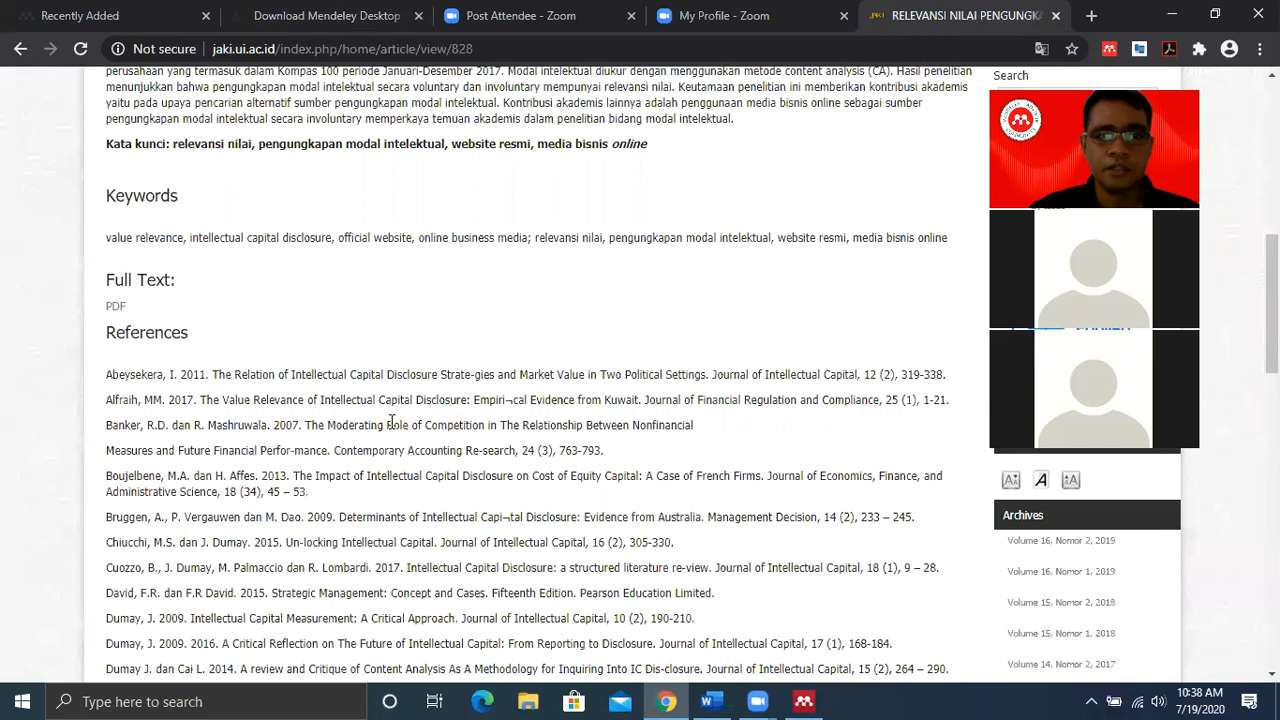 Recently Added
Download Mendeley Desktop
Post Attendee - Zoom
My Profile - Zoom
RELEVANSI NILAI PENGUNGKA
Not secure
jaki.ui.ac.id/index.php/home/article/view/828
perusahaan yang termasuk dalam Kompas 100 periode Januari-Desember 2017. Modal intelektual diukur dengan menggunakan metode content analysis (CA). Hasil penelitian
menunjukkan bahwa pengungkapan modal intelektual secara voluntary dan involuntary mempunyai relevansi nilai. Keutamaan penelitian ini memberikan kontribusi akademis
yaitu pada upaya pencarian alternatif sumber pengungkapan modal intelektual. Kontribusi akademis lainnya adalah penggunaan media bisnis online sebagai sumber
pengungkapan modal intelektual secara involuntary memperkaya temuan akademis dalam penelitian bidang modal intelektual.
Kata kunci: relevansi nilai, pengungkapan modal intelektual, website resmi, media bisnis online
Keywords
value relevance, intellectual capital disclosure, official website, online business media; relevansi nilai, pengungkapan modal intelektual, website resmi, media bisnis online
Full Text:
PDF
References
Abeysekera, I. 2011. The Relation of Intellectual Capital Disclosure Strate-gies and Market Value in Two Political Settings. Journal of Intellectual Capital, 12 (2), 319-338.
Alfraih, MM. 2017. The Value Relevance of Intellectual Capital Disclosure: Empiri¬cal Evidence from Kuwait. Journal of Financial Regulation and Compliance, 25 (1), 1-21.
Banker, R.D. dan R. Mashruwala. 2007. The Moderating Role of Competition in The Relationship Between Nonfinancial
Measures and Future Financial Perfor-mance. Contemporary Accounting Re-search, 24 (3), 763-793.
Boujelbene, M.A. dan H. Affes. 2013. The Impact of Intellectual Capital Disclosure on Cost of Equity Capital: A Case of French Firms. Journal of Economics, Finance, and
Administrative Science, 18 (34), 45 – 53.
Bruggen, A., P. Vergauwen dan M. Dao. 2009. Determinants of Intellectual Capi¬tal Disclosure: Evidence from Australia. Management Decision, 14 (2), 233 – 245.
Chiucchi, M.S. dan J. Dumay. 2015. Un-locking Intellectual Capital. Journal of Intellectual Capital, 16 (2), 305-330.
Cuozzo, B., J. Dumay, M. Palmaccio dan R. Lombardi. 2017. Intellectual Capital Disclosure: a structured literature re-view. Journal of Intellectual Capital, 18 (1), 9 – 28.
David, F.R. dan F.R David. 2015. Strategic Management: Concept and Cases. Fifteenth Edition. Pearson Education Limited.
Dumay, J. 2009. Intellectual Capital Measurement: A Critical Approach. Journal of Intellectual Capital, 10 (2), 190-210.
Dumay, J. 2009. 2016. A Critical Reflection on The Future of Intellectual Capital: From Reporting to Disclosure. Journal of Intellectual Capital, 17 (1), 168-184.
Dumay J. dan Cai L. 2014. A review and Critique of Content Analysis As A Methodology for Inquiring Into IC Dis-closure. Journal of Intellectual Capital, 15 (2), 264 – 290.
Search
Archives
Volume 16, Nomor 2, 2019
Volume 16, Nomor 1, 2019
Volume 15, Nomor 2, 2018
Volume 15, Nomor 1, 2018
Volume 14, Nomor 2, 2017
Type here to search
10:38 AM
7/19/2020